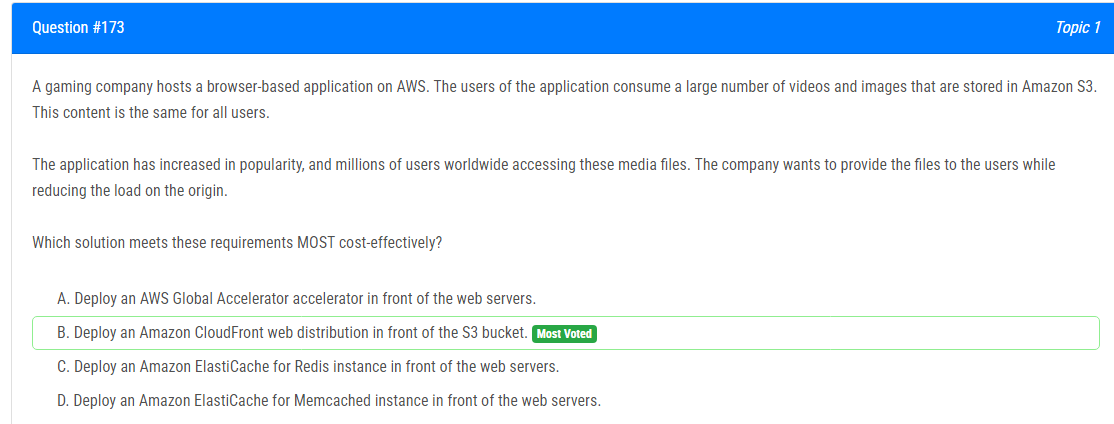 Question #173
Topic 1
A gaming company hosts a browser-based application on AWS. The users of the application consume a large number of videos and images that are stored in Amazon S3.
This content is the same for all users.
The application has increased in popularity, and millions of users worldwide accessing these media files. The company wants to provide the files to the users while
reducing the load on the origin.
Which solution meets these requirements MOST cost-effectively?
A. Deploy an AWS Global Accelerator accelerator in front of the web servers.
B. Deploy an Amazon CloudFront web distribution in front of the S3 bucket. Most Voted
C. Deploy an Amazon ElastiCache for Redis instance in front of the web servers.
D. Deploy an Amazon ElastiCache for Memcached instance in front of the web servers.